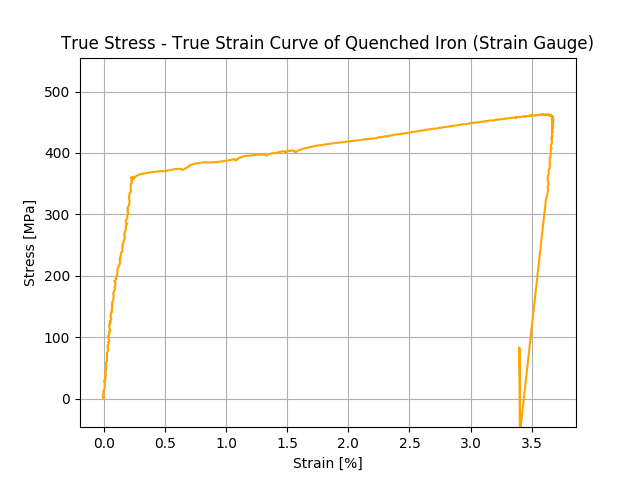 True Stress - True Strain Curve of Quenched Iron (Strain Gauge)
500
400
300
200
100
0
Stress [MPa]
0.0 0.5 1.0 1.5 2.0 2.5 3.0 3.5
Strain [%]